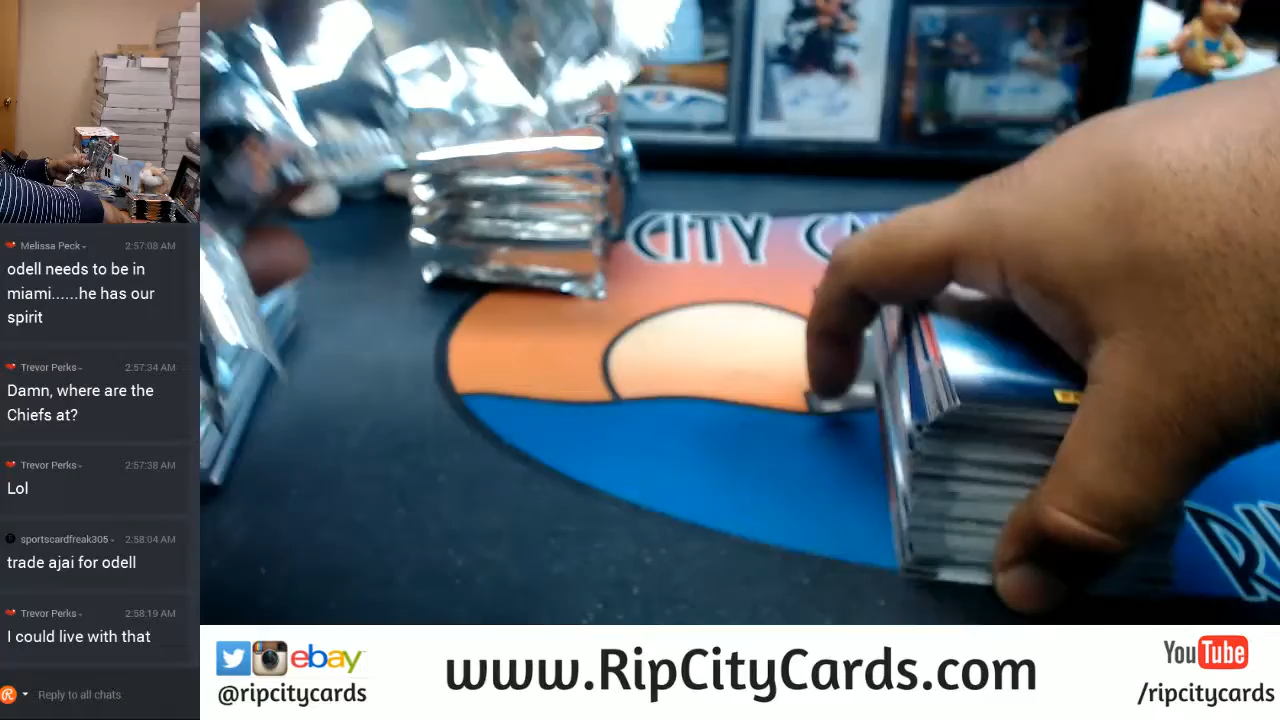 Melissa Peck
2:57:08 AM
odell needs to be in
miami......he has our
spirit
Trevor Perks
2:57:34 AM
Damn, where are the
Chiefs at?
Trevor Perks
2:57:38 AM
Lol
sportscardfreak305
2:58:04 AM
trade ajai for odell
Trevor Perks
2:58:19 AM
I could live with that
Reply to all chats
CITY
ebay
@ripcitycards
www.RipCityCards.com
YouTube
/ripcitycards